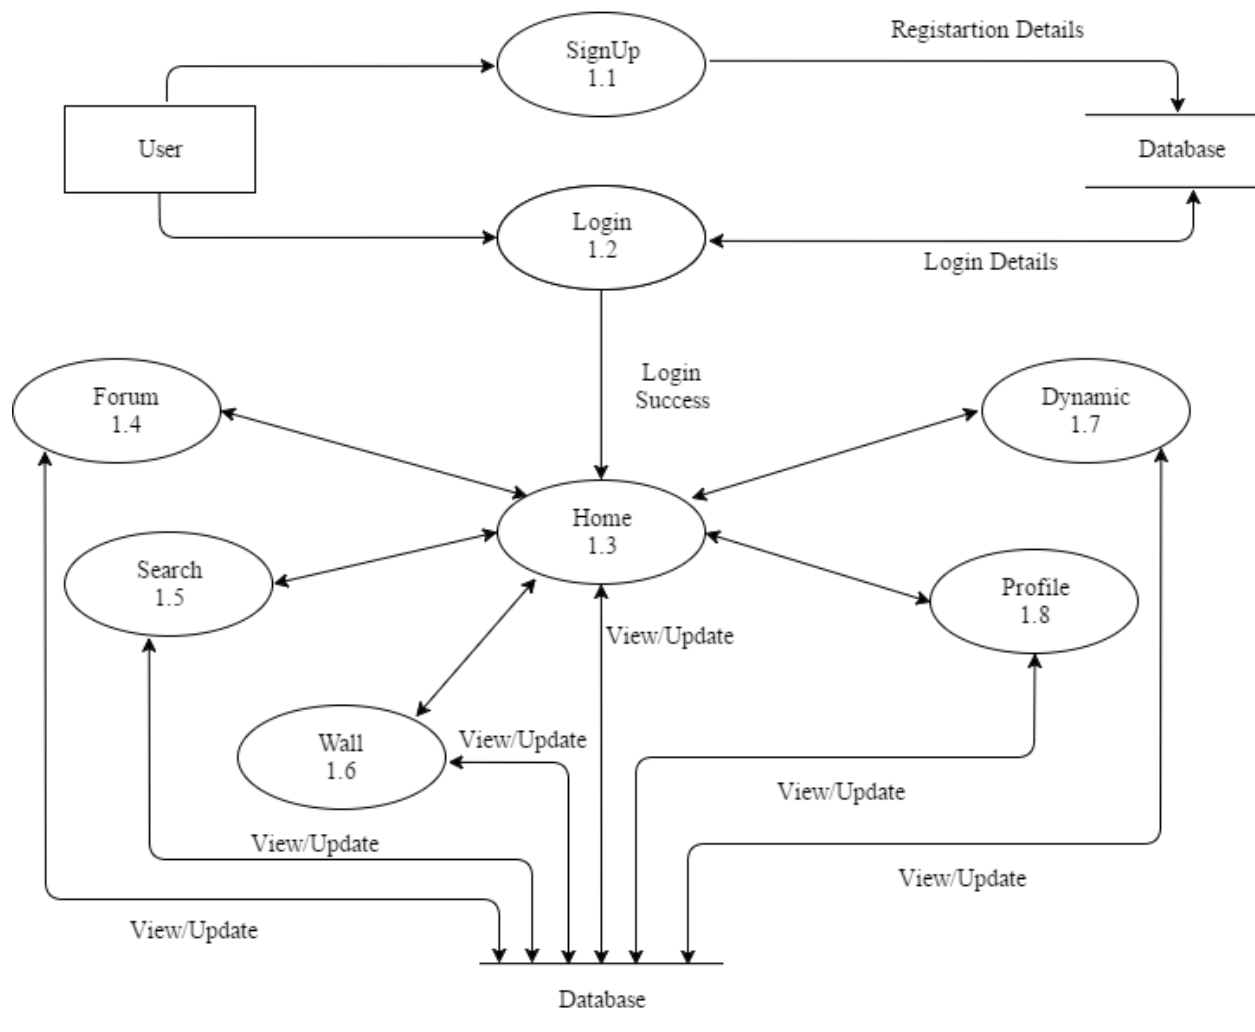 SignUp
1.1
Registartion Details
User
Database
Login
1.2
Login Details
Login
Success
Forum
1.4
Dynamic
1.7
Home
1.3
Search
1.5
Profile
1.8
View/Update
Wall
1.6
View/Update
View/Update
View/Update
View/Update
View/Update
Database